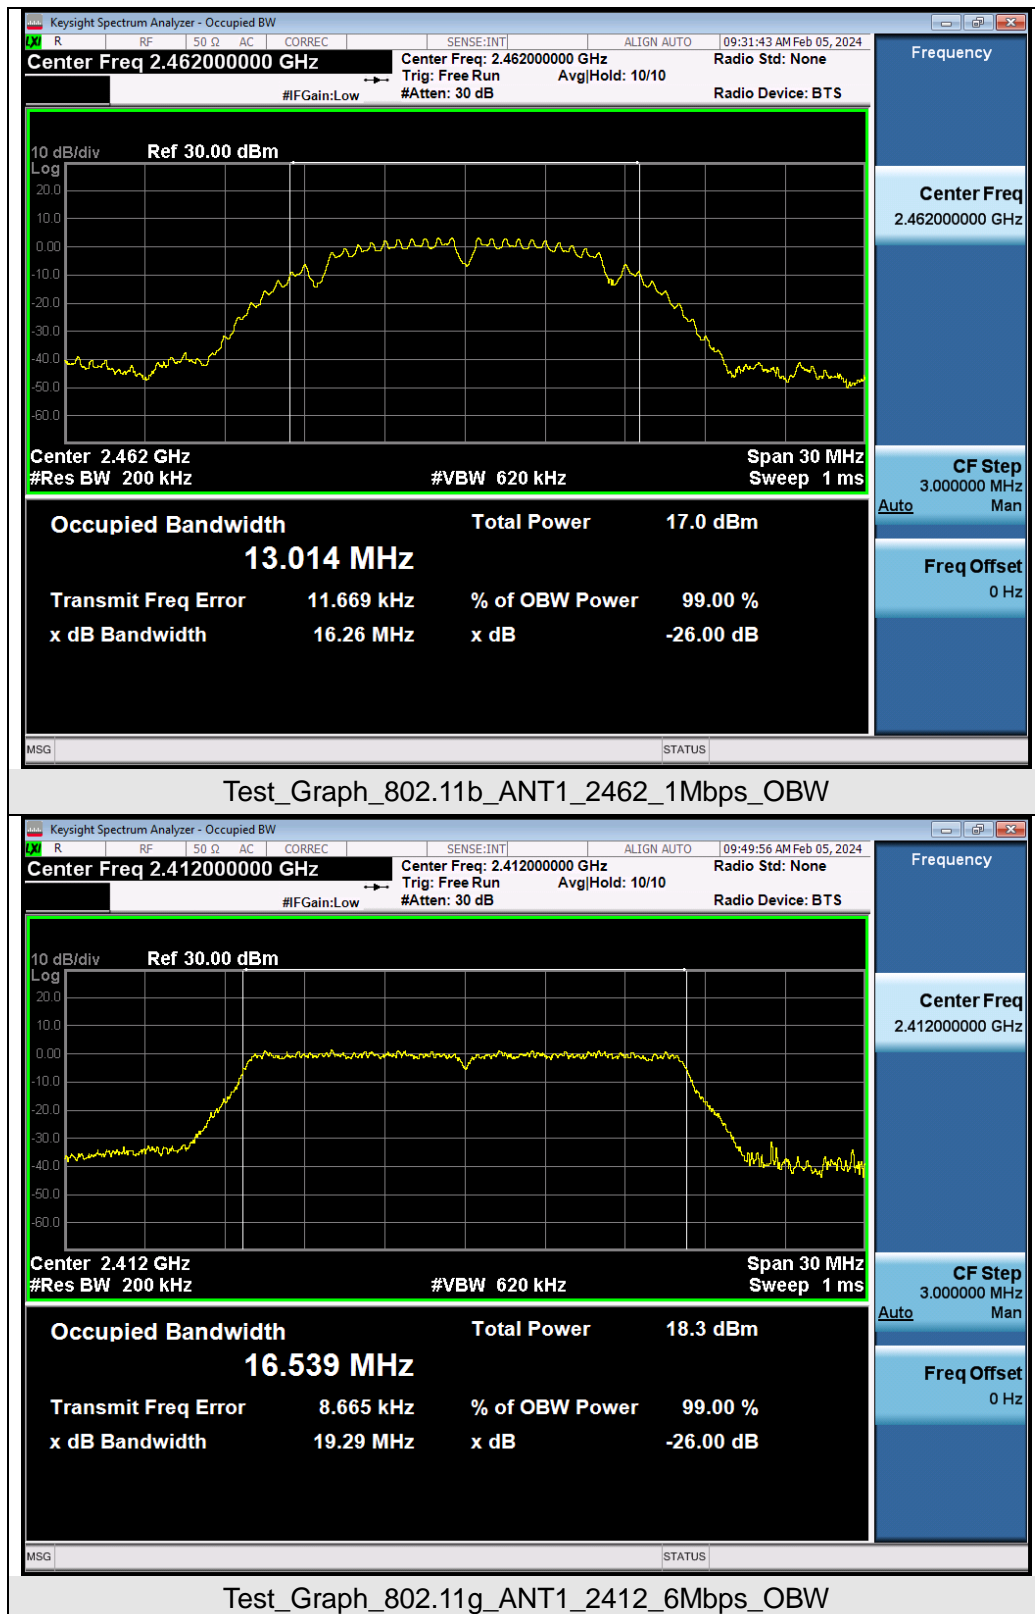 Keysight Spectrum Analyzer - Occupied BW
LXI R RF 50 Ω AC CORREC SENSE:INT ALIGN AUTO 09:31:43 AM Feb 05, 2024
Center Freq 2.462000000 GHz
Center Freq: 2.462000000 GHz Radio Std: None
Trig: Free Run Avg|Hold: 10/10
#IFGain:Low #Atten: 30 dB Radio Device: BTS
10 dB/div Ref 30.00 dBm
Log
20.0
10.0
0.00
-10.0
-20.0
-30.0
-40.0
-50.0
-60.0
Center 2.462 GHz Span 30 MHz
#Res BW 200 kHz #VBW 620 kHz Sweep 1 ms
Occupied Bandwidth Total Power 17.0 dBm
13.014 MHz
Transmit Freq Error 11.669 kHz % of OBW Power 99.00 %
x dB Bandwidth 16.26 MHz x dB -26.00 dB
MSG STATUS
Frequency
Center Freq
2.462000000 GHz
CF Step
3.000000 MHz
Auto Man
Freq Offset
0 Hz
Test_Graph_802.11b_ANT1_2462_1Mbps_OBW
Keysight Spectrum Analyzer - Occupied BW
LXI R RF 50 Ω AC CORREC SENSE:INT ALIGN AUTO 09:49:56 AM Feb 05, 2024
Center Freq 2.412000000 GHz
Center Freq: 2.412000000 GHz Radio Std: None
Trig: Free Run Avg|Hold: 10/10
#IFGain:Low #Atten: 30 dB Radio Device: BTS
10 dB/div Ref 30.00 dBm
Log
20.0
10.0
0.00
-10.0
-20.0
-30.0
-40.0
-50.0
-60.0
Center 2.412 GHz Span 30 MHz
#Res BW 200 kHz #VBW 620 kHz Sweep 1 ms
Occupied Bandwidth Total Power 18.3 dBm
16.539 MHz
Transmit Freq Error 8.665 kHz % of OBW Power 99.00 %
x dB Bandwidth 19.29 MHz x dB -26.00 dB
MSG STATUS
Frequency
Center Freq
2.412000000 GHz
CF Step
3.000000 MHz
Auto Man
Freq Offset
0 Hz
Test_Graph_802.11g_ANT1_2412_6Mbps_OBW